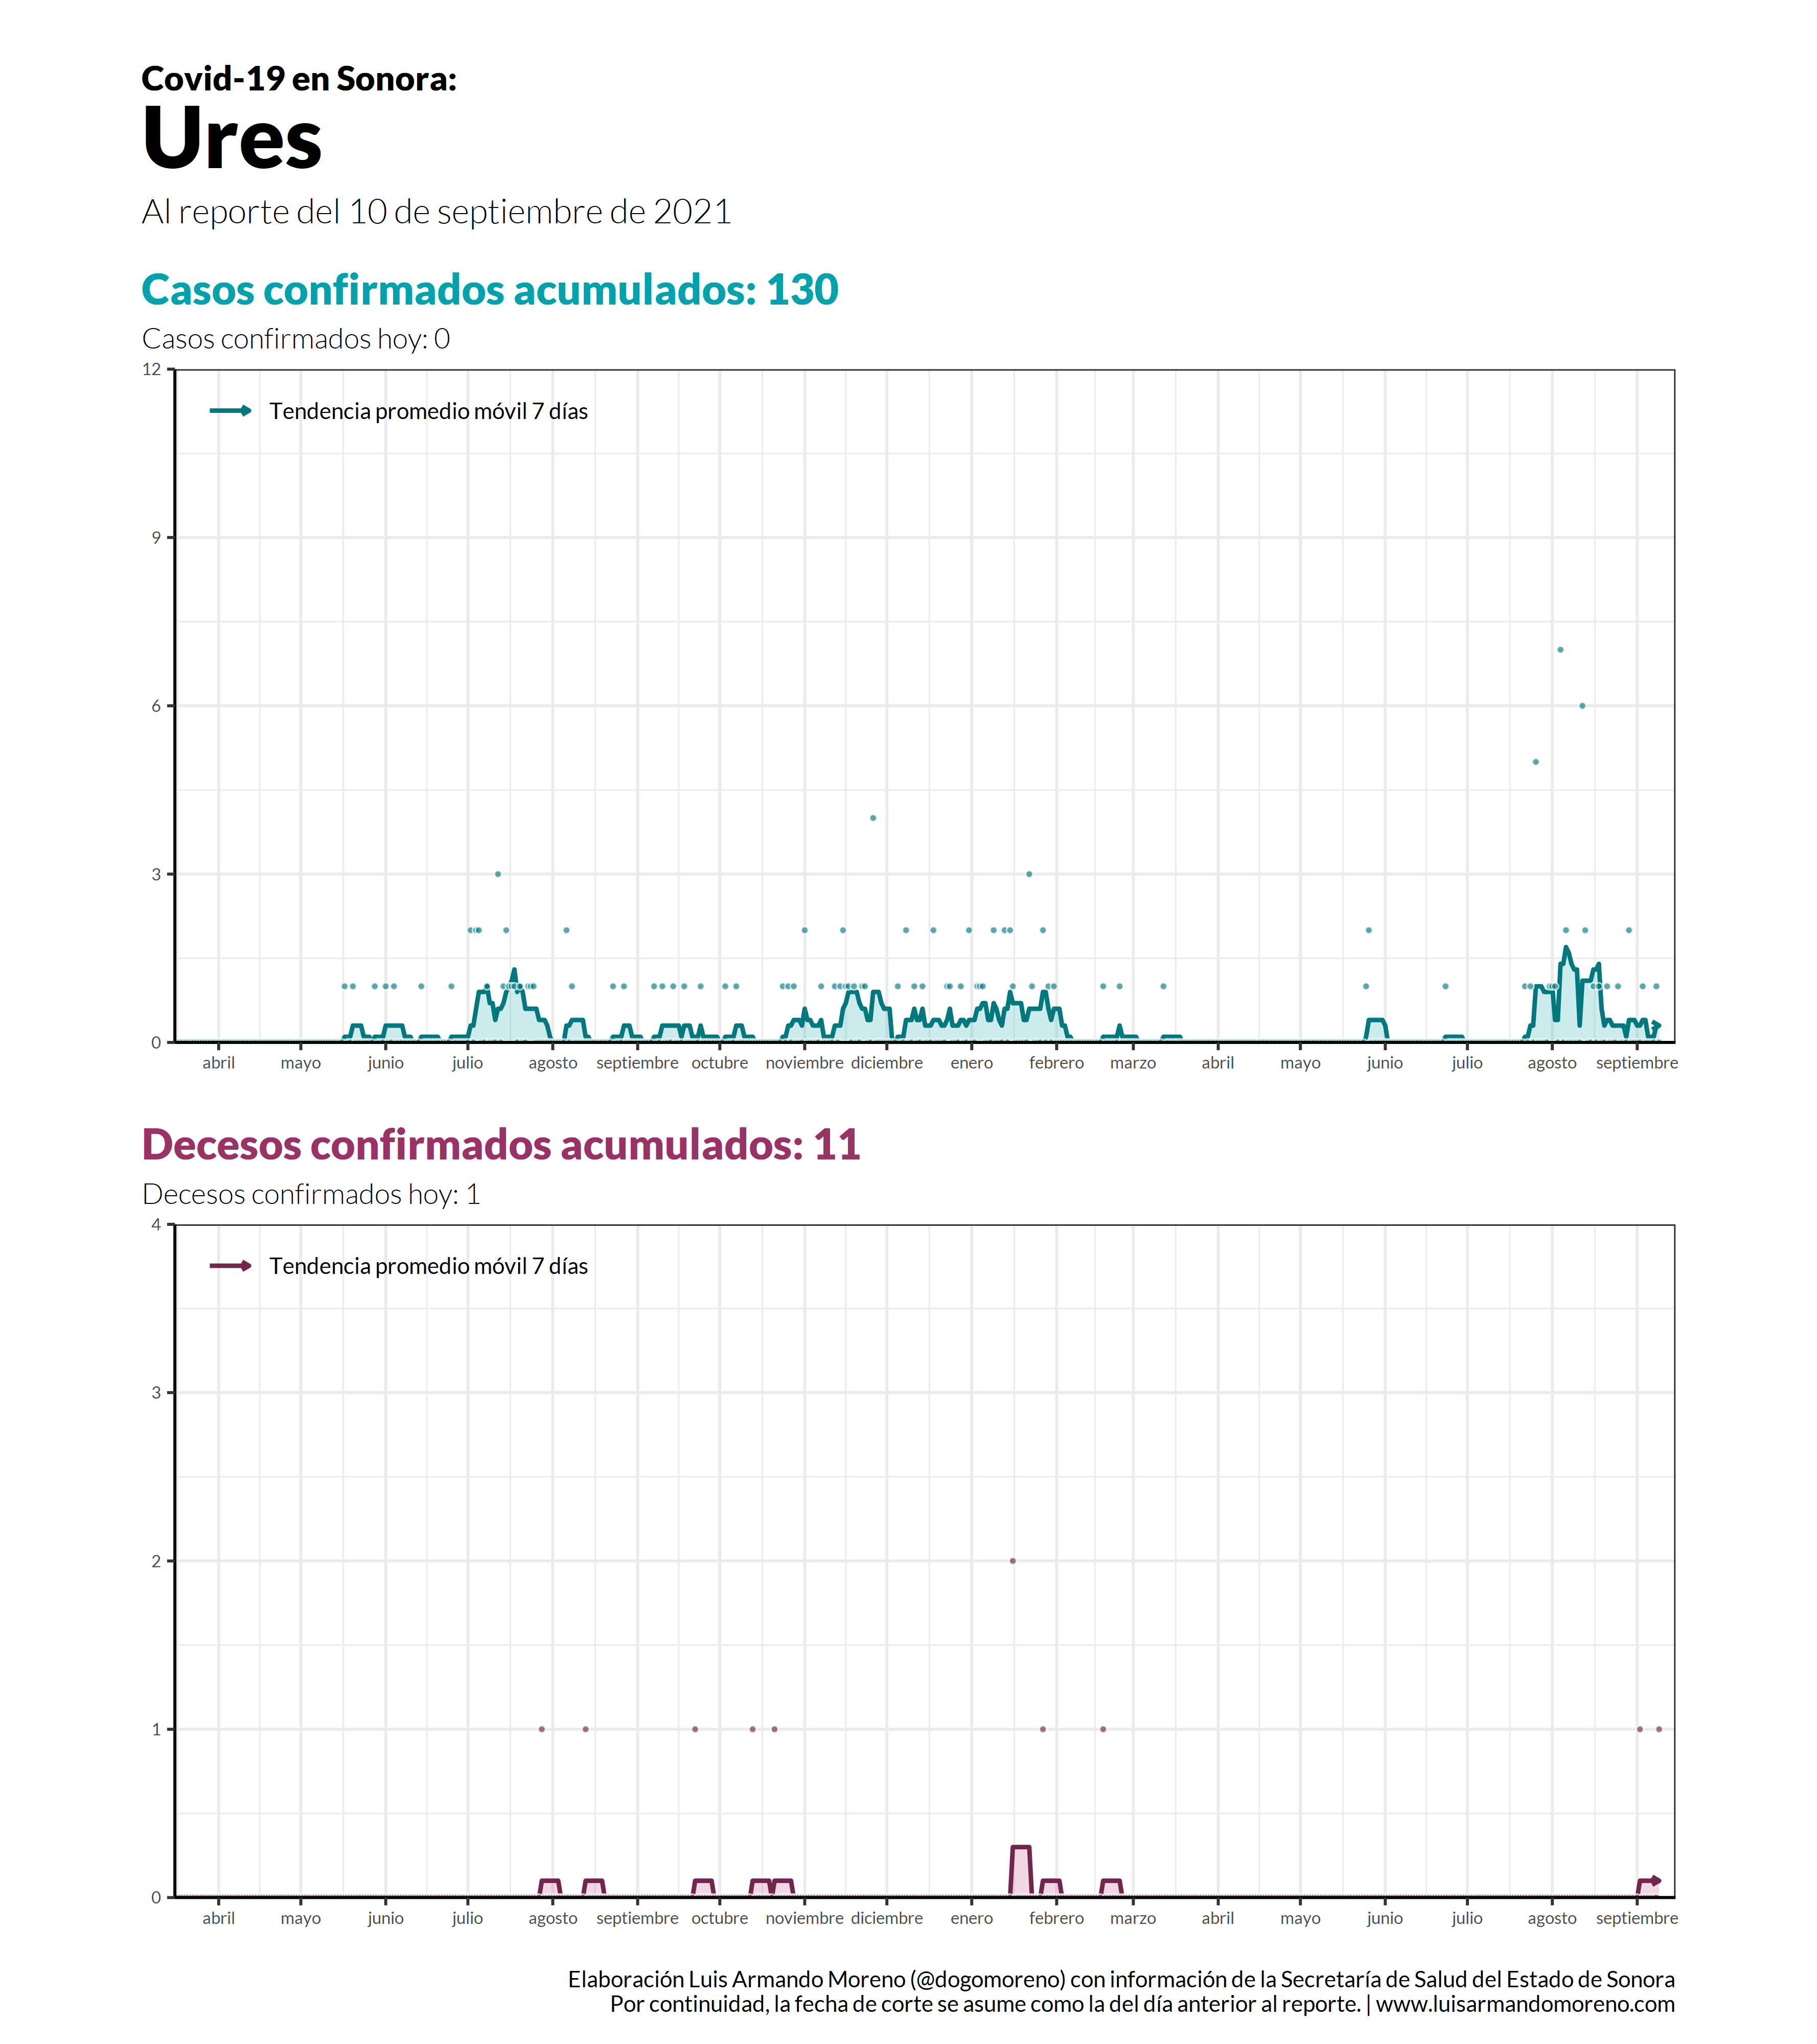 Covid-19 en Sonora:
Ures
Al reporte del 10 de septiembre de 2021
Casos confirmados acumulados: 130
Casos confirmados hoy: 0
12
Tendencia promedio móvil 7 días
9
6
3
0
abril mayo junio julio agosto septiembre octubre noviembre diciembre enero febrero marzo abril mayo junio julio agosto septiembre
Decesos confirmados acumulados: 11
Decesos confirmados hoy: 1
4
Tendencia promedio móvil 7 días
3
2
1
0
abril mayo junio julio agosto septiembre octubre noviembre diciembre enero febrero marzo abril mayo junio julio agosto septiembre
Elaboración Luis Armando Moreno (@dogomoreno) con información de la Secretaría de Salud del Estado de Sonora
Por continuidad, la fecha de corte se asume como la del día anterior al reporte. | www.luisarmandomoreno.com